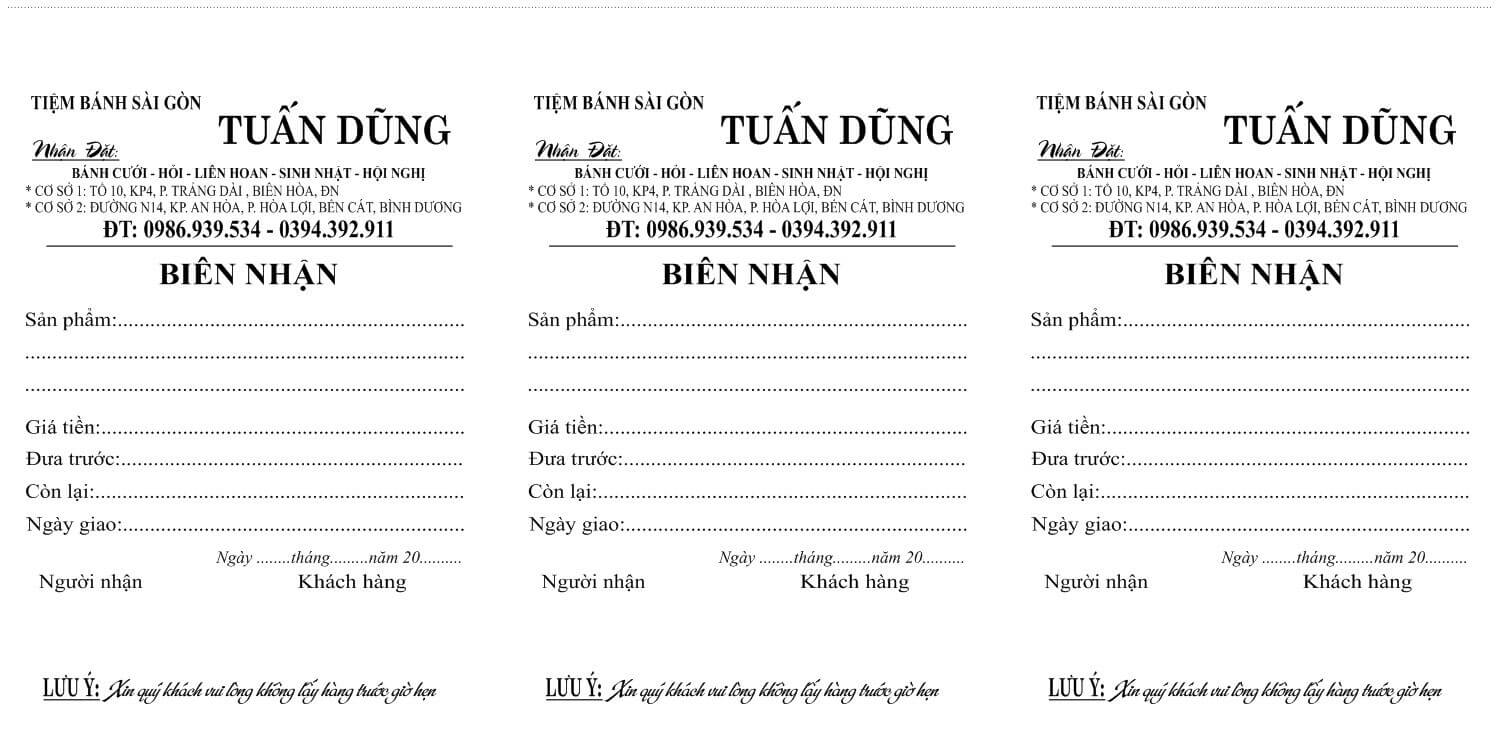 TIỆM BÁNH SÀI GÒN
TUẤN DŨNG
Nhận Đặt:
BÁNH CƯỚI - HỎI - LIÊN HOAN - SINH NHẬT - HỘI NGHỊ
* CƠ SỞ 1: TỔ 10, KP4, P. TRẢNG DÀI , BIÊN HÒA, ĐN
* CƠ SỞ 2: ĐƯỜNG N14, KP. AN HÒA, P. HÒA LỢI, BẾN CÁT, BÌNH DƯƠNG
ĐT: 0986.939.534 - 0394.392.911
BIÊN NHẬN
Sản phẩm:
Giá tiền:
Đưa trước:
Còn lại:
Ngày giao:
Ngày ........tháng.........năm 20..........
Người nhận Khách hàng
LƯU Ý: Xin quý khách vui lòng không lấy hàng trước giờ hẹn
TIỆM BÁNH SÀI GÒN
TUẤN DŨNG
Nhận Đặt:
BÁNH CƯỚI - HỎI - LIÊN HOAN - SINH NHẬT - HỘI NGHỊ
* CƠ SỞ 1: TỔ 10, KP4, P. TRẢNG DÀI , BIÊN HÒA, ĐN
* CƠ SỞ 2: ĐƯỜNG N14, KP. AN HÒA, P. HÒA LỢI, BẾN CÁT, BÌNH DƯƠNG
ĐT: 0986.939.534 - 0394.392.911
BIÊN NHẬN
Sản phẩm:
Giá tiền:
Đưa trước:
Còn lại:
Ngày giao:
Ngày ........tháng.........năm 20..........
Người nhận Khách hàng
LƯU Ý: Xin quý khách vui lòng không lấy hàng trước giờ hẹn
TIỆM BÁNH SÀI GÒN
TUẤN DŨNG
Nhận Đặt:
BÁNH CƯỚI - HỎI - LIÊN HOAN - SINH NHẬT - HỘI NGHỊ
* CƠ SỞ 1: TỔ 10, KP4, P. TRẢNG DÀI , BIÊN HÒA, ĐN
* CƠ SỞ 2: ĐƯỜNG N14, KP. AN HÒA, P. HÒA LỢI, BẾN CÁT, BÌNH DƯƠNG
ĐT: 0986.939.534 - 0394.392.911
BIÊN NHẬN
Sản phẩm:
Giá tiền:
Đưa trước:
Còn lại:
Ngày giao:
Ngày ........tháng.........năm 20..........
Người nhận Khách hàng
LƯU Ý: Xin quý khách vui lòng không lấy hàng trước giờ hẹn